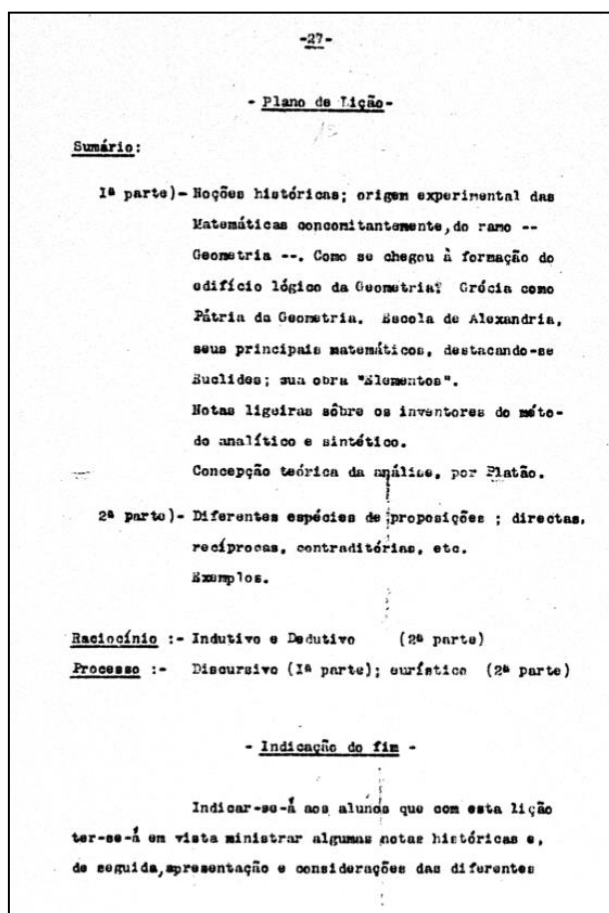 -27-
- Plano de Lição-
Sumário:
1ª parte)- Noções históricas; origem experimental das
Matemáticas concomitantemente,do ramo --
Geometria --. Como se chegou à formação do
edifício lógico da Geometria? Grécia como
Pátria da Geometria. Escola de Alexandria,
seus principais matemáticos, destacando-se
Euclides; sua obra "Elementos".
Notas ligeiras sôbre os inventores do méto-
do analítico e sintético.
Concepção teórica da análise, por Platão.
2ª parte)- Diferentes espécies de proposições ; directas,
recíprocas, contraditórias, etc.
Exemplos.
Raciocínio :- Indutivo e Dedutivo (2ª parte)
Processo :- Discursivo (1ª parte); eurístico (2ª parte)
- Indicação do fim -
Indicar-se-á aos alunos que com esta lição
ter-se-á em vista ministrar algumas notas históricas e,
de seguida,apresentação e considerações das diferentes